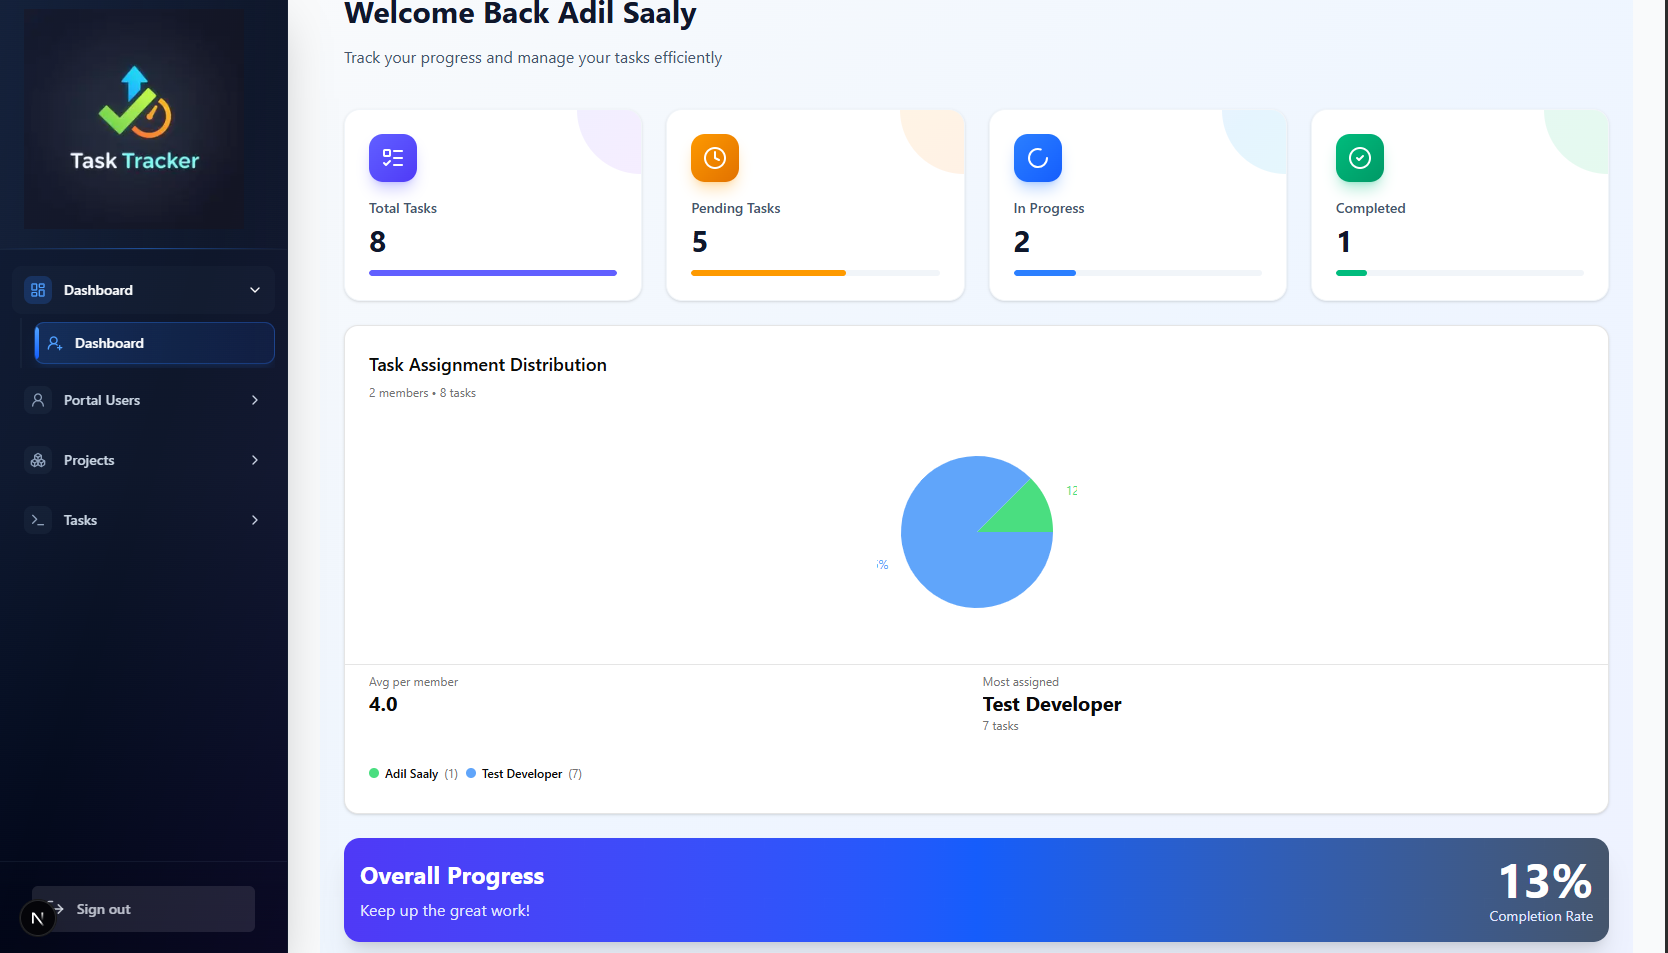 Task Tracker
Dashboard
Dashboard
Portal Users
Projects
Tasks
Sign out
N
Welcome Back Adil Saaly
Track your progress and manage your tasks efficiently
Total Tasks
8
Pending Tasks
5
In Progress
2
Completed
1
Task Assignment Distribution
2 members • 8 tasks
12
%
Avg per member
4.0
Most assigned
Test Developer
7 tasks
Adil Saaly (1) Test Developer (7)
Overall Progress
Keep up the great work!
13%
Completion Rate